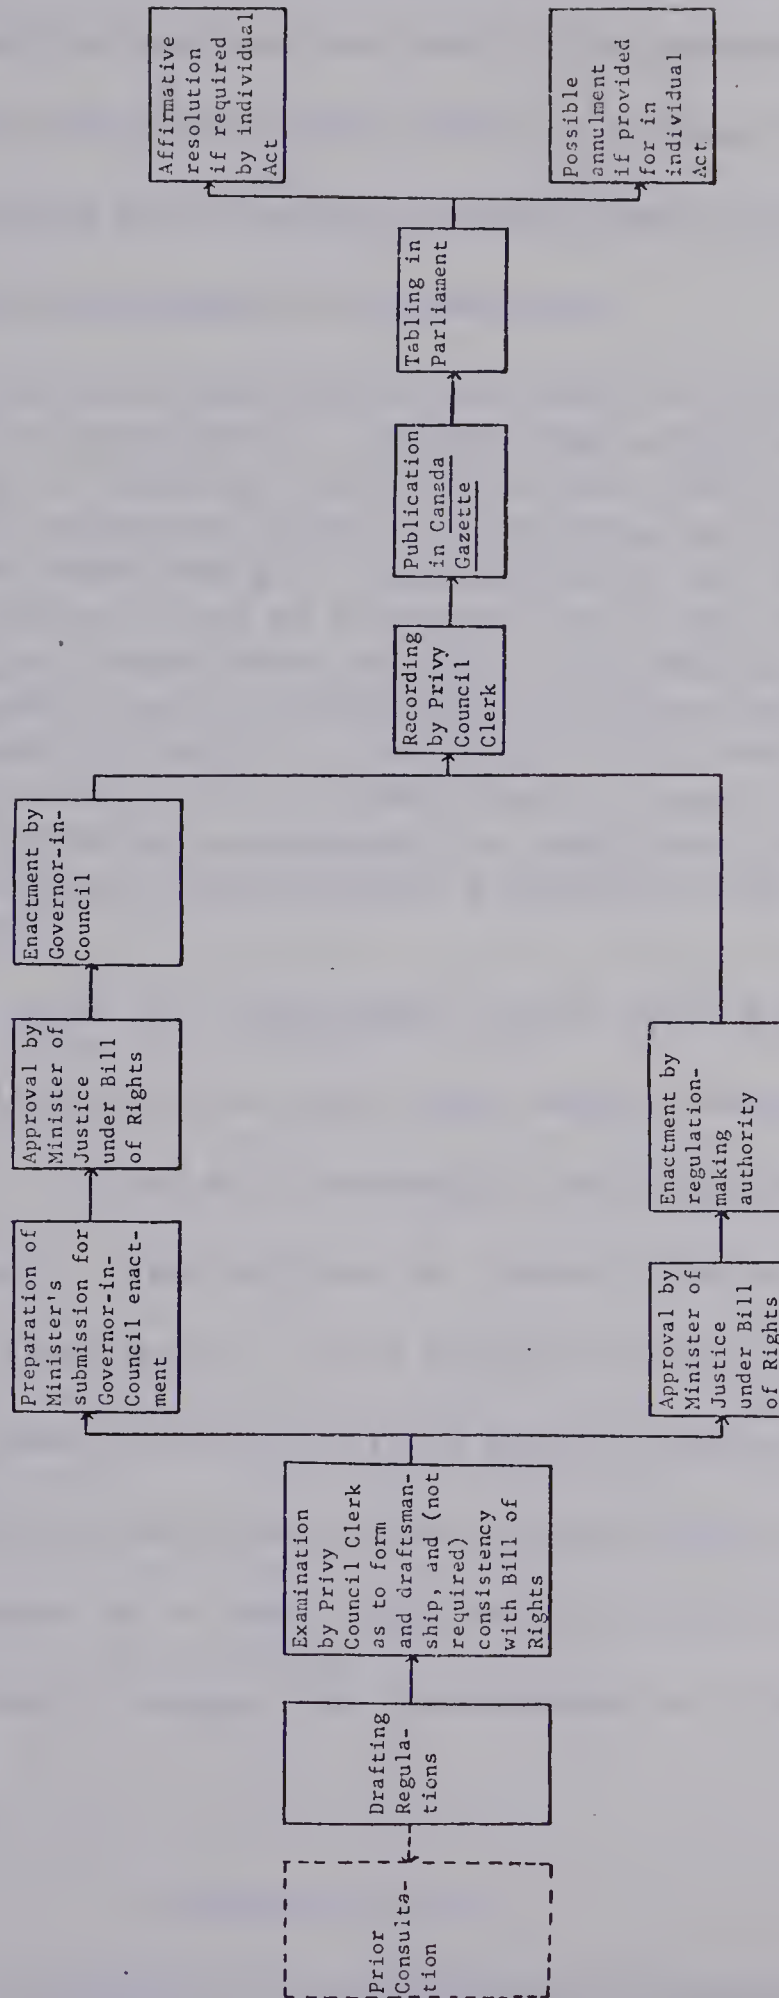 Prior
Consulta-
tion
Drafting
Regula-
tions
Examination
by Privy
Council Clerk
as to form
and draftsman-
ship, and (not
required)
consistency
with Bill of
Rights
Preparation of
Minister's
submission for
Governor-in-
Council enact-
ment
Approval by
Minister of
Justice
under Bill
of Rights
Enactment by
Governor-in-
Council
Approval by
Minister of
Justice
under Bill
of Rights
Enactment by
regulation-
making
authority
Recording
by Privy
Council
Clerk
Publication
in Canada
Gazette
Tabling in
Parliament
Affirmative
resolution
if required
by individual
Act
Possible
annulment
if provided
for in
individual
Act